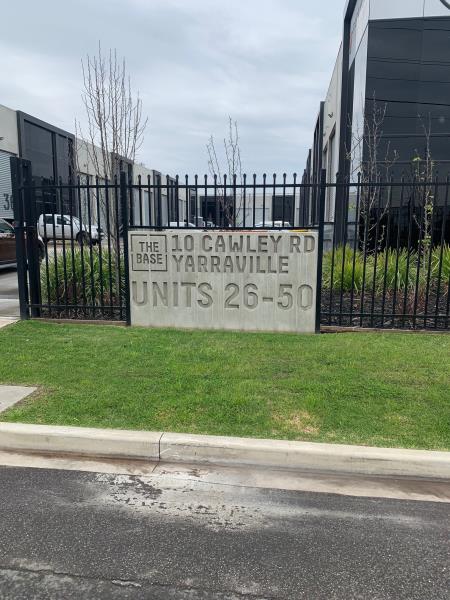 THE
BASE
10 CAWLEY RD
YARRAVILLE
UNITS 26-50